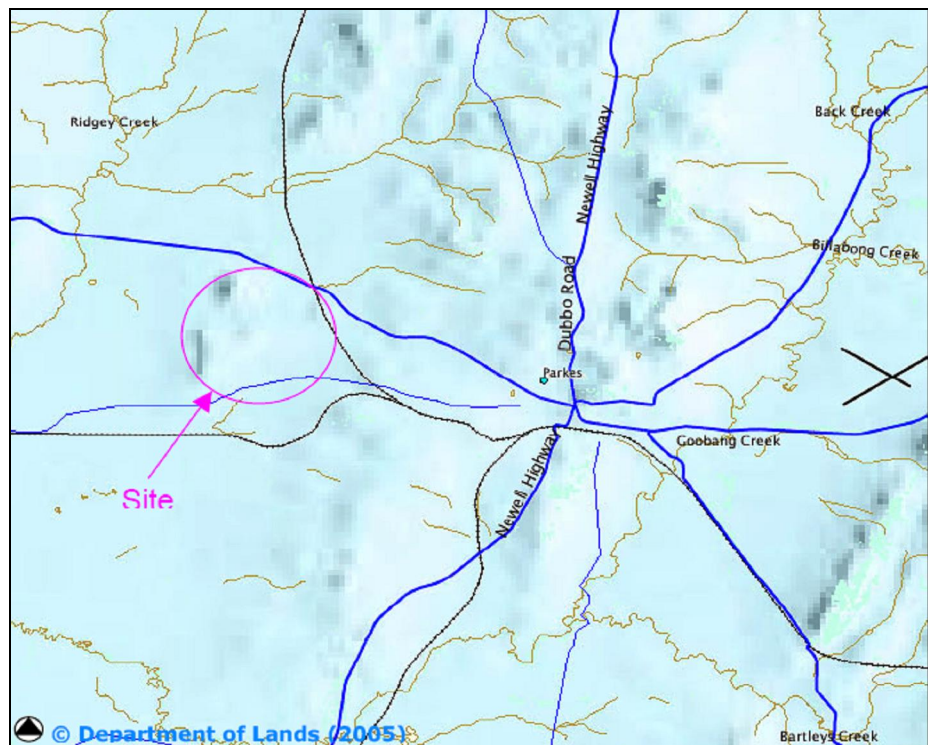 Ridgey Creek
Back Creek
Newell Highway
Billabong Creek
Dubbo Road
Parkes
Goobang Creek
Newell Highway
Site
© Department of Lands (2005)
Bartleys Creek